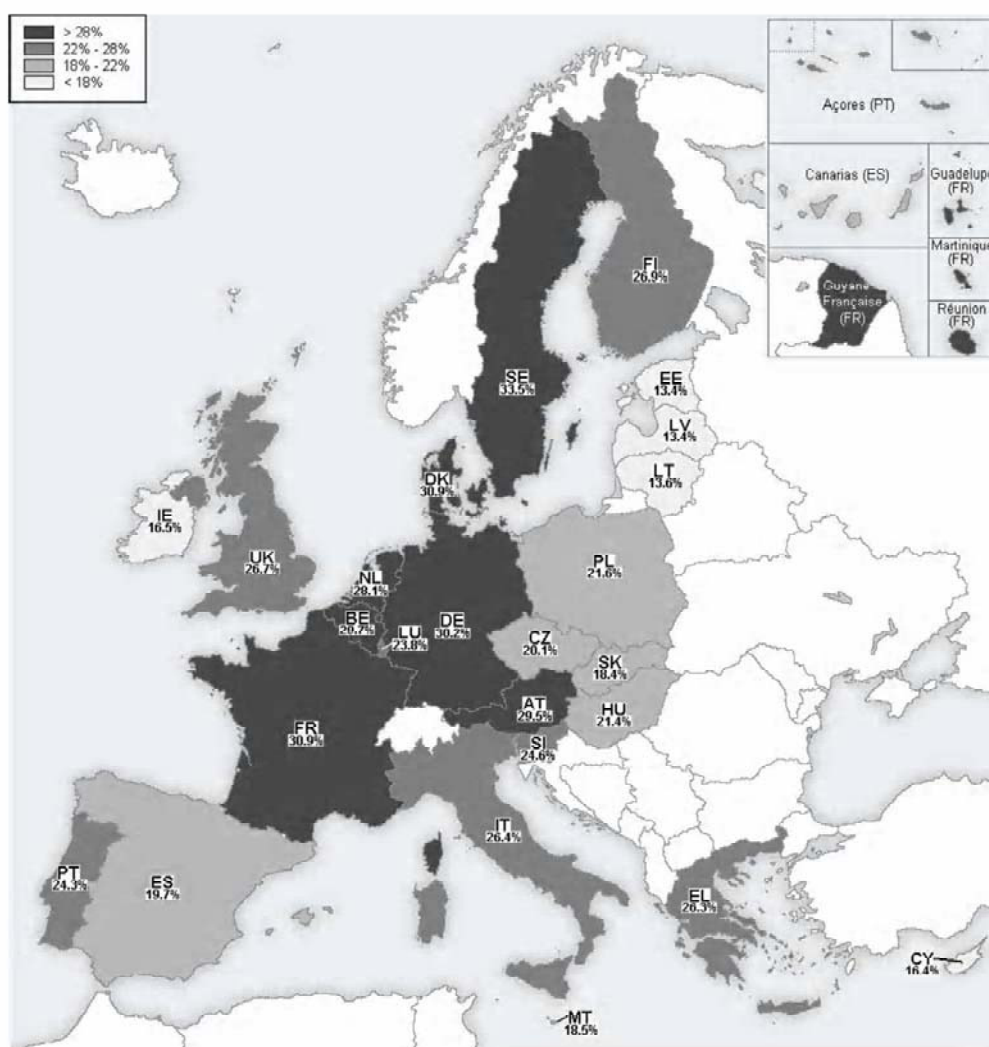 > 28%
22% - 28%
18% - 22%
< 18%
Açores (PT)
Canarias (ES)
Guadelupe
(FR)
Martinique
(FR)
Guyane
Française
(FR)
Réunion
(FR)
FI
26.9%
SE
33.5%
EE
13.4%
LV
13.4%
LT
13.6%
DK
30.9%
IE
16.5%
UK
26.7%
NL
28.1%
PL
21.6%
BE
DE
30.2%
LU
23.8%
CZ
20.1%
SK
18.4%
AT
29.5%
HU
21.4%
FR
30.9%
SI
24.6%
IT
26.4%
PT
24.3%
ES
19.7%
EL
26.3%
CY
16.4%
MT
18.5%